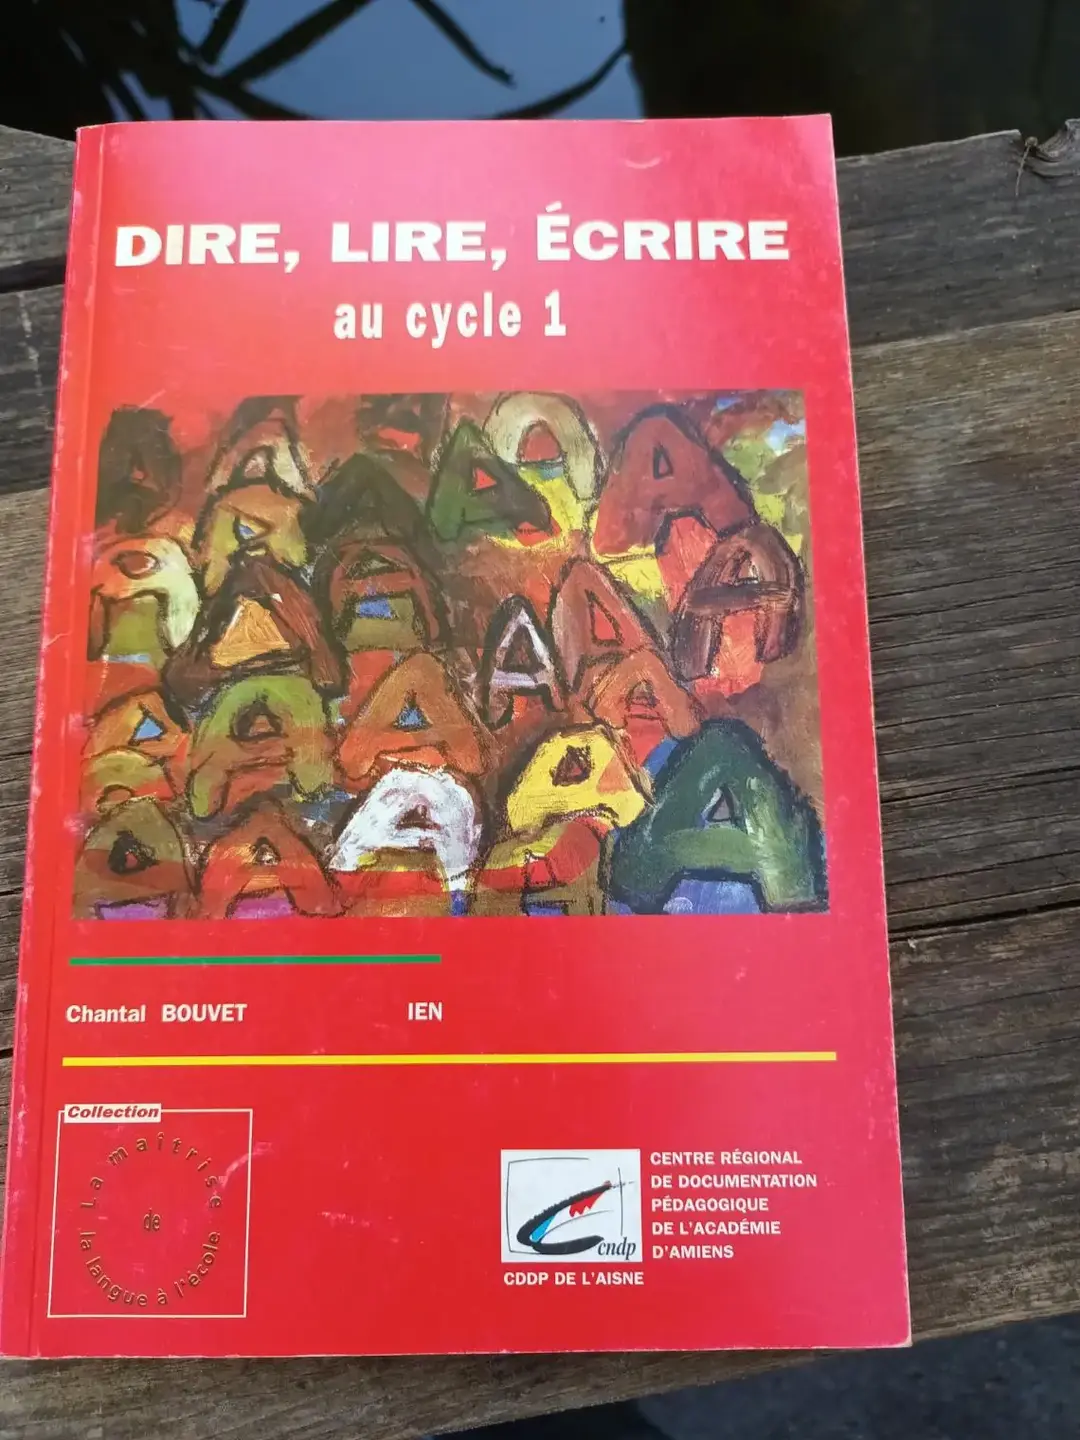 DIRE, LIRE, ÉCRIRE
au cycle 1
A A A A A
Chantal BOUVET IEN
Collection
La maîtrise
de
la langue à l'école
cndp
CDDP DE L'AISNE
CENTRE RÉGIONAL
DE DOCUMENTATION
PÉDAGOGIQUE
DE L'ACADÉMIE
D'AMIENS